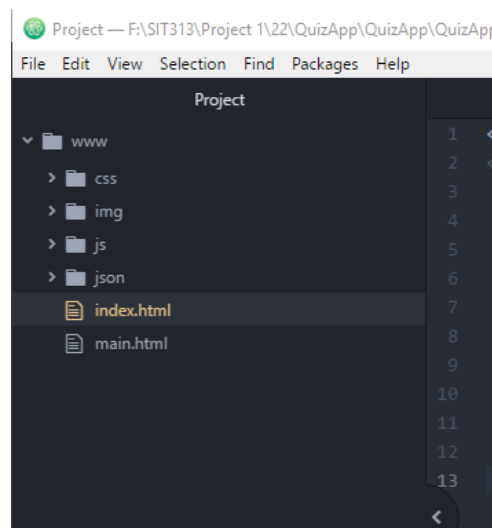 Project — F:\SIT313\Project 1\22\QuizApp\QuizApp\QuizApp
File Edit View Selection Find Packages Help
Project
www
css
img
js
json
index.html
main.html
1 <
2 <
3
4
5
6
7
8
9
10
11
12
13